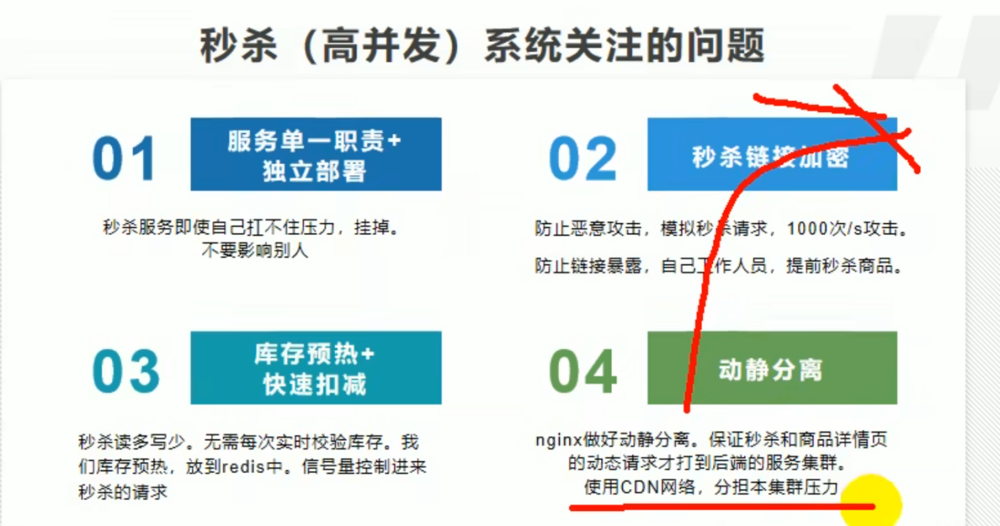 秒杀（高并发）系统关注的问题
01
服务单一职责+
独立部署
秒杀服务即使自己扛不住压力，挂掉。
不要影响别人
02
秒杀链接加密
防止恶意攻击，模拟秒杀请求，1000次/s攻击。
防止链接暴露，自己工作人员，提前秒杀商品。
03
库存预热+
快速扣减
秒杀读多写少。无需每次实时校验库存。我
们库存预热，放到redis中。信号量控制进来
秒杀的请求
04
动静分离
nginx做好动静分离。保证秒杀和商品详情页
的动态请求才打到后端的服务集群。
使用CDN网络，分担本集群压力